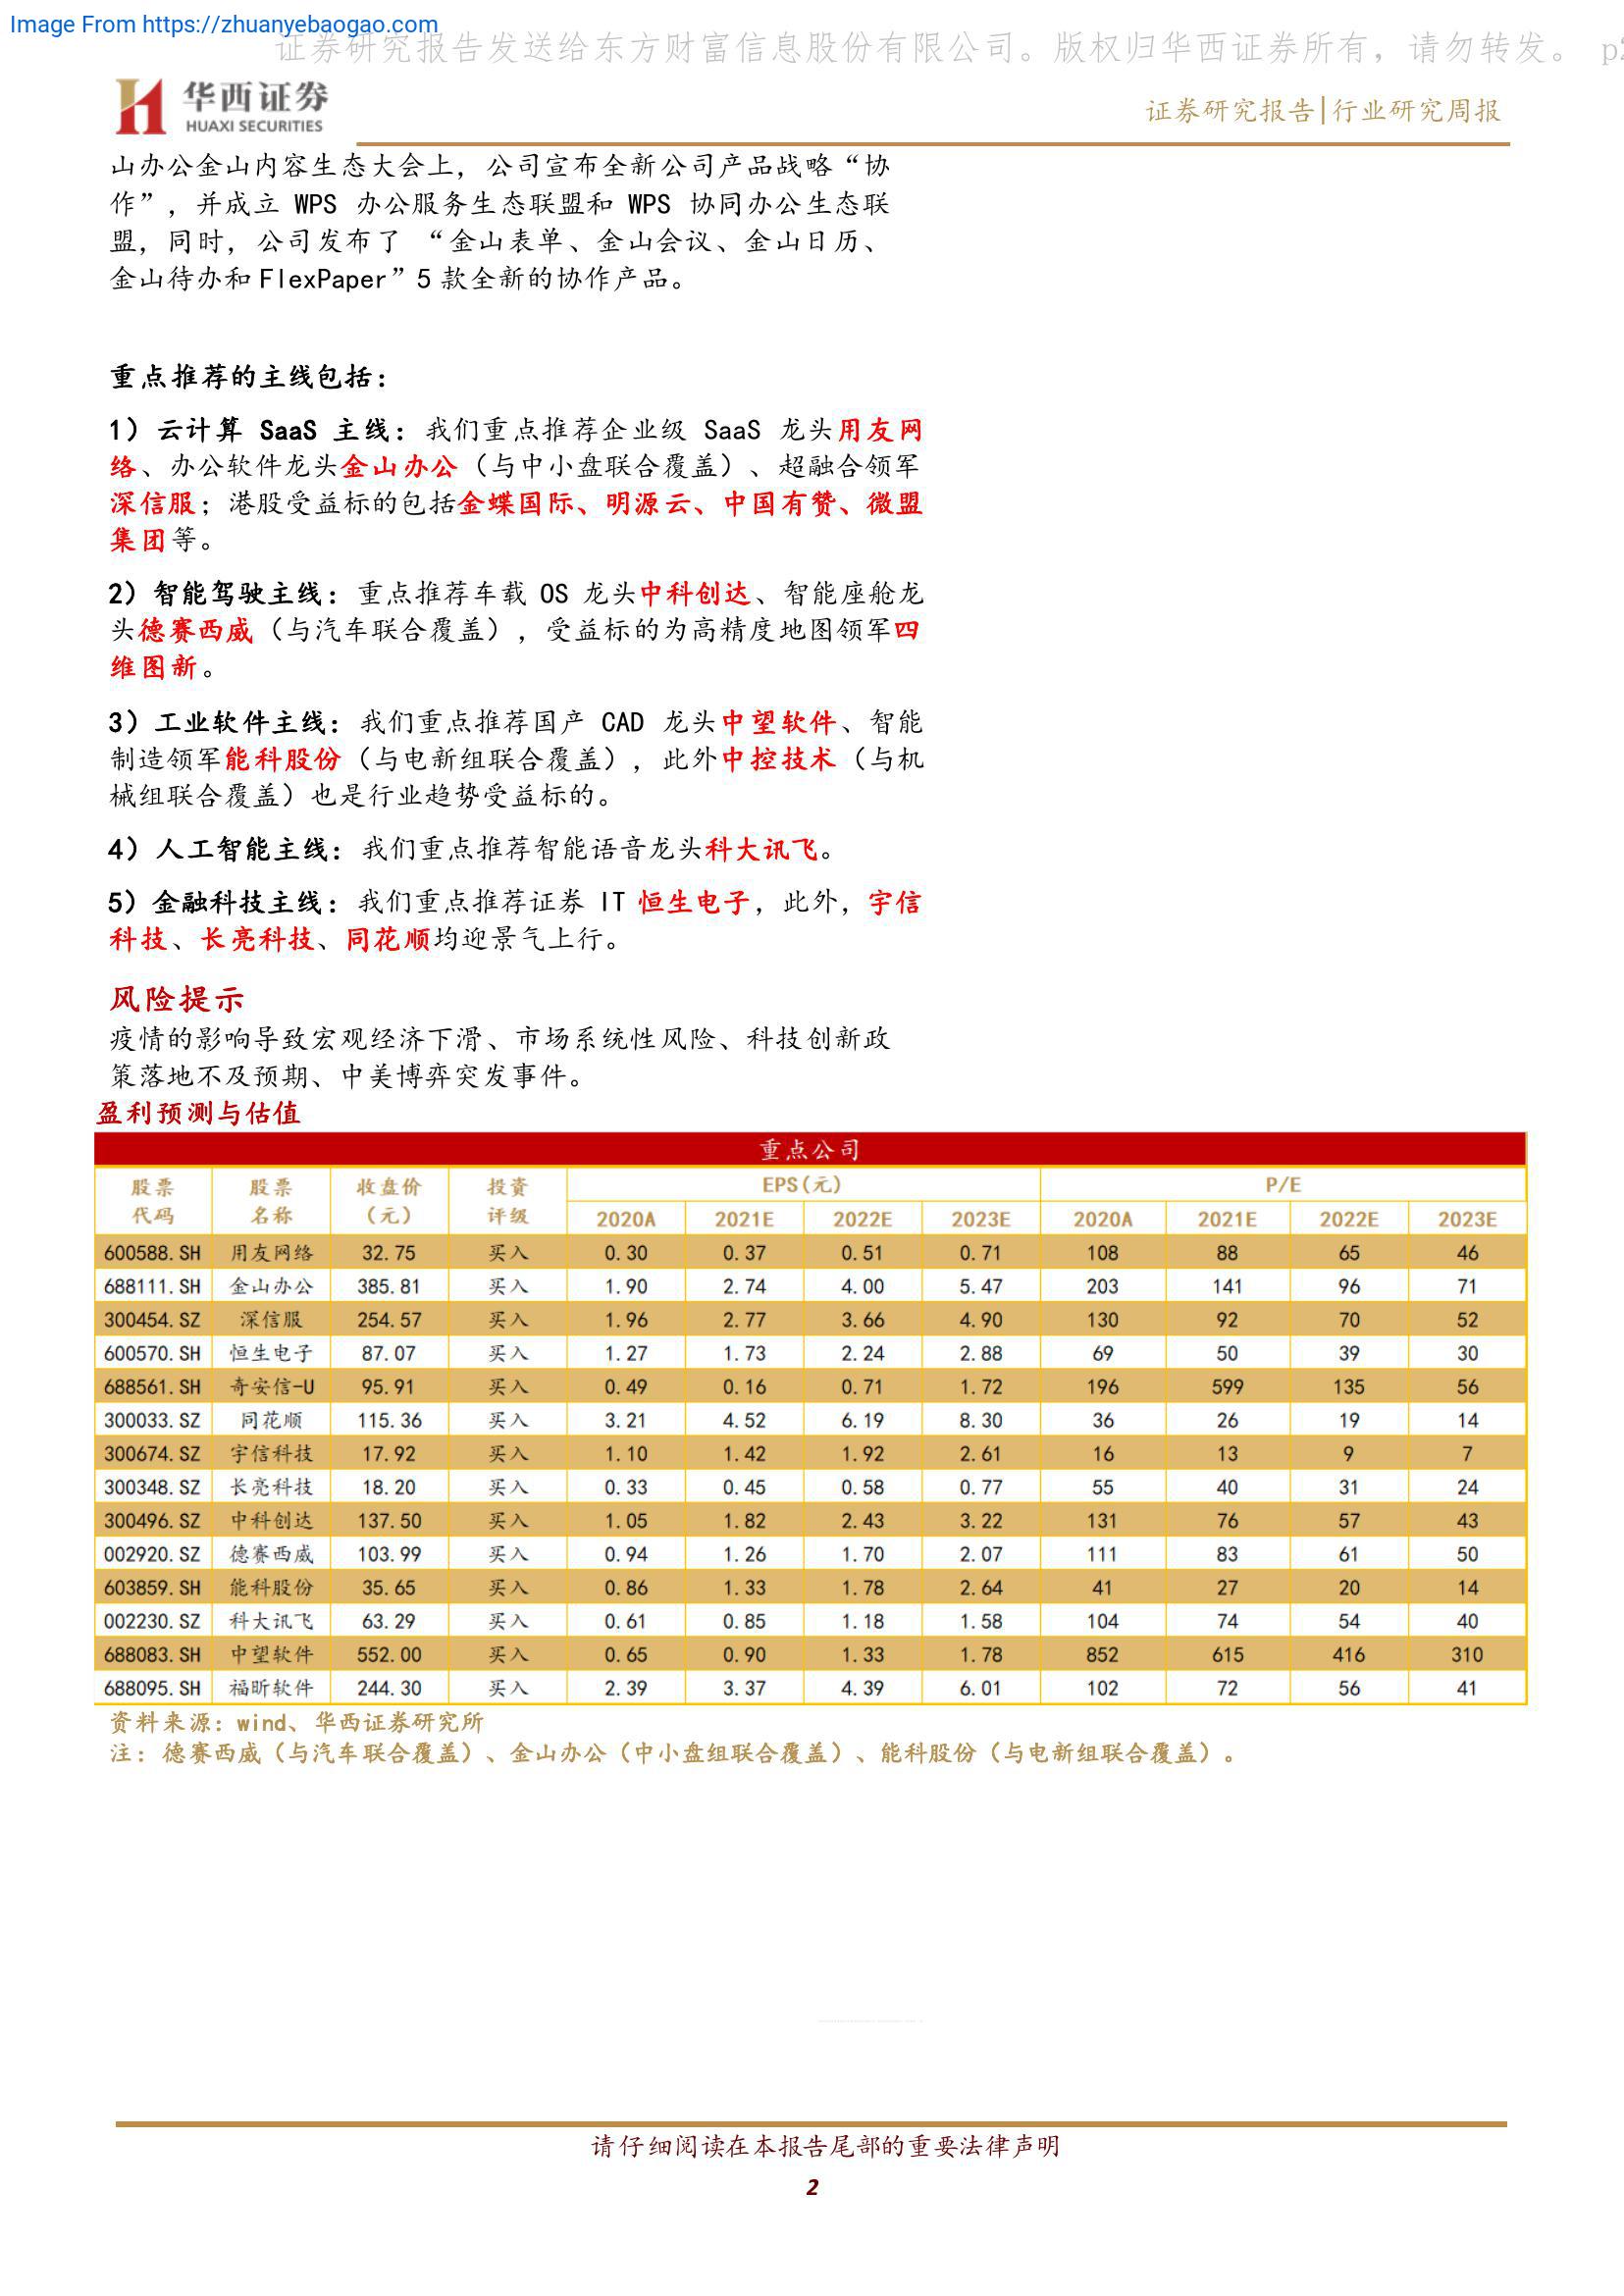 Image From https://zhuanyebaogao.com
证券研究报告发送给东方财富信息股份有限公司。版权归华西证券所有，请勿转发。 p2
华西证券
HUAXI SECURITIES
证券研究报告|行业研究周报
山办公金山内容生态大会上，公司宣布全新公司产品战略“协
作”，并成立 WPS 办公服务生态联盟和 WPS 协同办公生态联
盟，同时，公司发布了 “金山表单、金山会议、金山日历、
金山待办和 FlexPaper”5 款全新的协作产品。
重点推荐的主线包括：
1）云计算 SaaS 主线：我们重点推荐企业级 SaaS 龙头用友网
络、办公软件龙头金山办公（与中小盘联合覆盖）、超融合领军
深信服；港股受益标的包括金蝶国际、明源云、中国有赞、微盟
集团等。
2）智能驾驶主线：重点推荐车载 OS 龙头中科创达、智能座舱龙
头德赛西威（与汽车联合覆盖），受益标的为高精度地图领军四
维图新。
3）工业软件主线：我们重点推荐国产 CAD 龙头中望软件、智能
制造领军能科股份（与电新组联合覆盖），此外中控技术（与机
械组联合覆盖）也是行业趋势受益标的。
4）人工智能主线：我们重点推荐智能语音龙头科大讯飞。
5）金融科技主线：我们重点推荐证券 IT 恒生电子，此外，宇信
科技、长亮科技、同花顺均迎景气上行。
风险提示
疫情的影响导致宏观经济下滑、市场系统性风险、科技创新政
策落地不及预期、中美博弈突发事件。
盈利预测与估值
重点公司
股票代码 股票名称 收盘价（元） 投资评级 EPS(元) P/E
2020A 2021E 2022E 2023E 2020A 2021E 2022E 2023E
600588.SH 用友网络 32.75 买入 0.30 0.37 0.51 0.71 108 88 65 46
688111.SH 金山办公 385.81 买入 1.90 2.74 4.00 5.47 203 141 96 71
300454.SZ 深信服 254.57 买入 1.96 2.77 3.66 4.90 130 92 70 52
600570.SH 恒生电子 87.07 买入 1.27 1.73 2.24 2.88 69 50 39 30
688561.SH 奇安信-U 95.91 买入 0.49 0.16 0.71 1.72 196 599 135 56
300033.SZ 同花顺 115.36 买入 3.21 4.52 6.19 8.30 36 26 19 14
300674.SZ 宇信科技 17.92 买入 1.10 1.42 1.92 2.61 16 13 9 7
300348.SZ 长亮科技 18.20 买入 0.33 0.45 0.58 0.77 55 40 31 24
300496.SZ 中科创达 137.50 买入 1.05 1.82 2.43 3.22 131 76 57 43
002920.SZ 德赛西威 103.99 买入 0.94 1.26 1.70 2.07 111 83 61 50
603859.SH 能科股份 35.65 买入 0.86 1.33 1.78 2.64 41 27 20 14
002230.SZ 科大讯飞 63.29 买入 0.61 0.85 1.18 1.58 104 74 54 40
688083.SH 中望软件 552.00 买入 0.65 0.90 1.33 1.78 852 615 416 310
688095.SH 福昕软件 244.30 买入 2.39 3.37 4.39 6.01 102 72 56 41
资料来源：wind、华西证券研究所
注：德赛西威（与汽车联合覆盖）、金山办公（中小盘组联合覆盖）、能科股份（与电新组联合覆盖）。
请仔细阅读在本报告尾部的重要法律声明
2